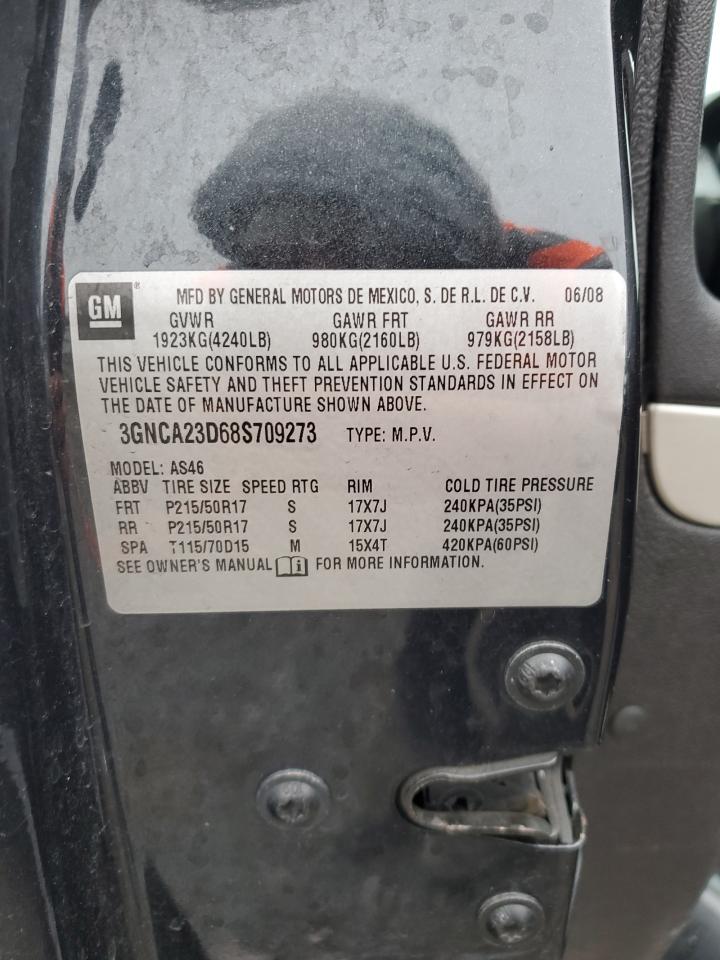 GM ® MFD BY GENERAL MOTORS DE MEXICO, S. DE R.L. DE C.V. 06/08
GVWR GAWR FRT GAWR RR
1923KG(4240LB) 980KG(2160LB) 979KG(2158LB)
THIS VEHICLE CONFORMS TO ALL APPLICABLE U.S. FEDERAL MOTOR
VEHICLE SAFETY AND THEFT PREVENTION STANDARDS IN EFFECT ON
THE DATE OF MANUFACTURE SHOWN ABOVE.
3GNCA23D68S709273 TYPE: M.P.V.
MODEL: AS46
ABBV TIRE SIZE SPEED RTG RIM COLD TIRE PRESSURE
FRT P215/50R17 S 17X7J 240KPA(35PSI)
RR P215/50R17 S 17X7J 240KPA(35PSI)
SPA T115/70D15 M 15X4T 420KPA(60PSI)
SEE OWNER'S MANUAL i FOR MORE INFORMATION.